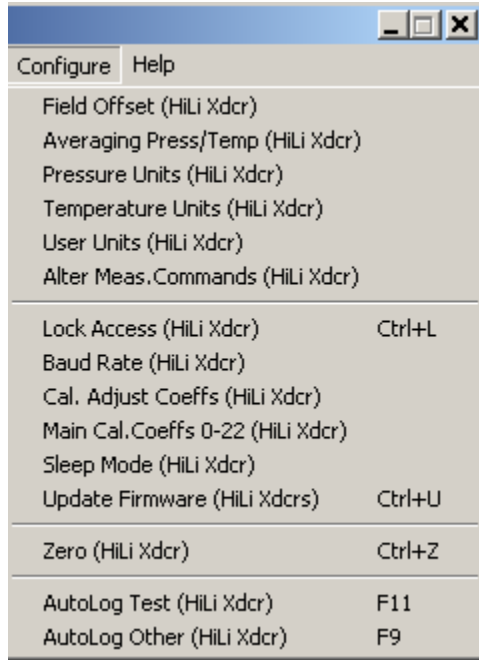 Configure Help
Field Offset (HiLi Xdcr)
Averaging Press/Temp (HiLi Xdcr)
Pressure Units (HiLi Xdcr)
Temperature Units (HiLi Xdcr)
User Units (HiLi Xdcr)
Alter Meas.Commands (HiLi Xdcr)
Lock Access (HiLi Xdcr) Ctrl+L
Baud Rate (HiLi Xdcr)
Cal. Adjust Coeffs (HiLi Xdcr)
Main Cal.Coeffs 0-22 (HiLi Xdcr)
Sleep Mode (HiLi Xdcr)
Update Firmware (HiLi Xdcrs) Ctrl+U
Zero (HiLi Xdcr) Ctrl+Z
AutoLog Test (HiLi Xdcr) F11
AutoLog Other (HiLi Xdcr) F9